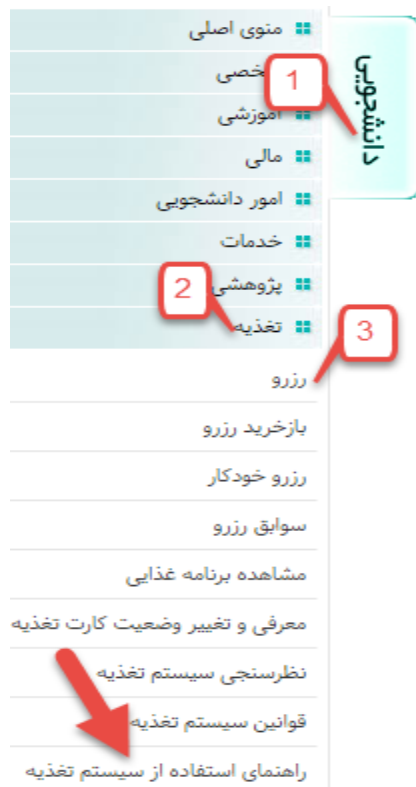 دانشجویی
1
منوی اصلی
خصی
آموزشی
مالی
امور دانشجویی
خدمات
پژوهشی
2
تغذیه
3
رزرو
بازخرید رزرو
رزرو خودکار
سوابق رزرو
مشاهده برنامه غذایی
معرفی و تغییر وضعیت کارت تغذیه
نظرسنجی سیستم تغذیه
قوانین سیستم تغذیه
راهنمای استفاده از سیستم تغذیه